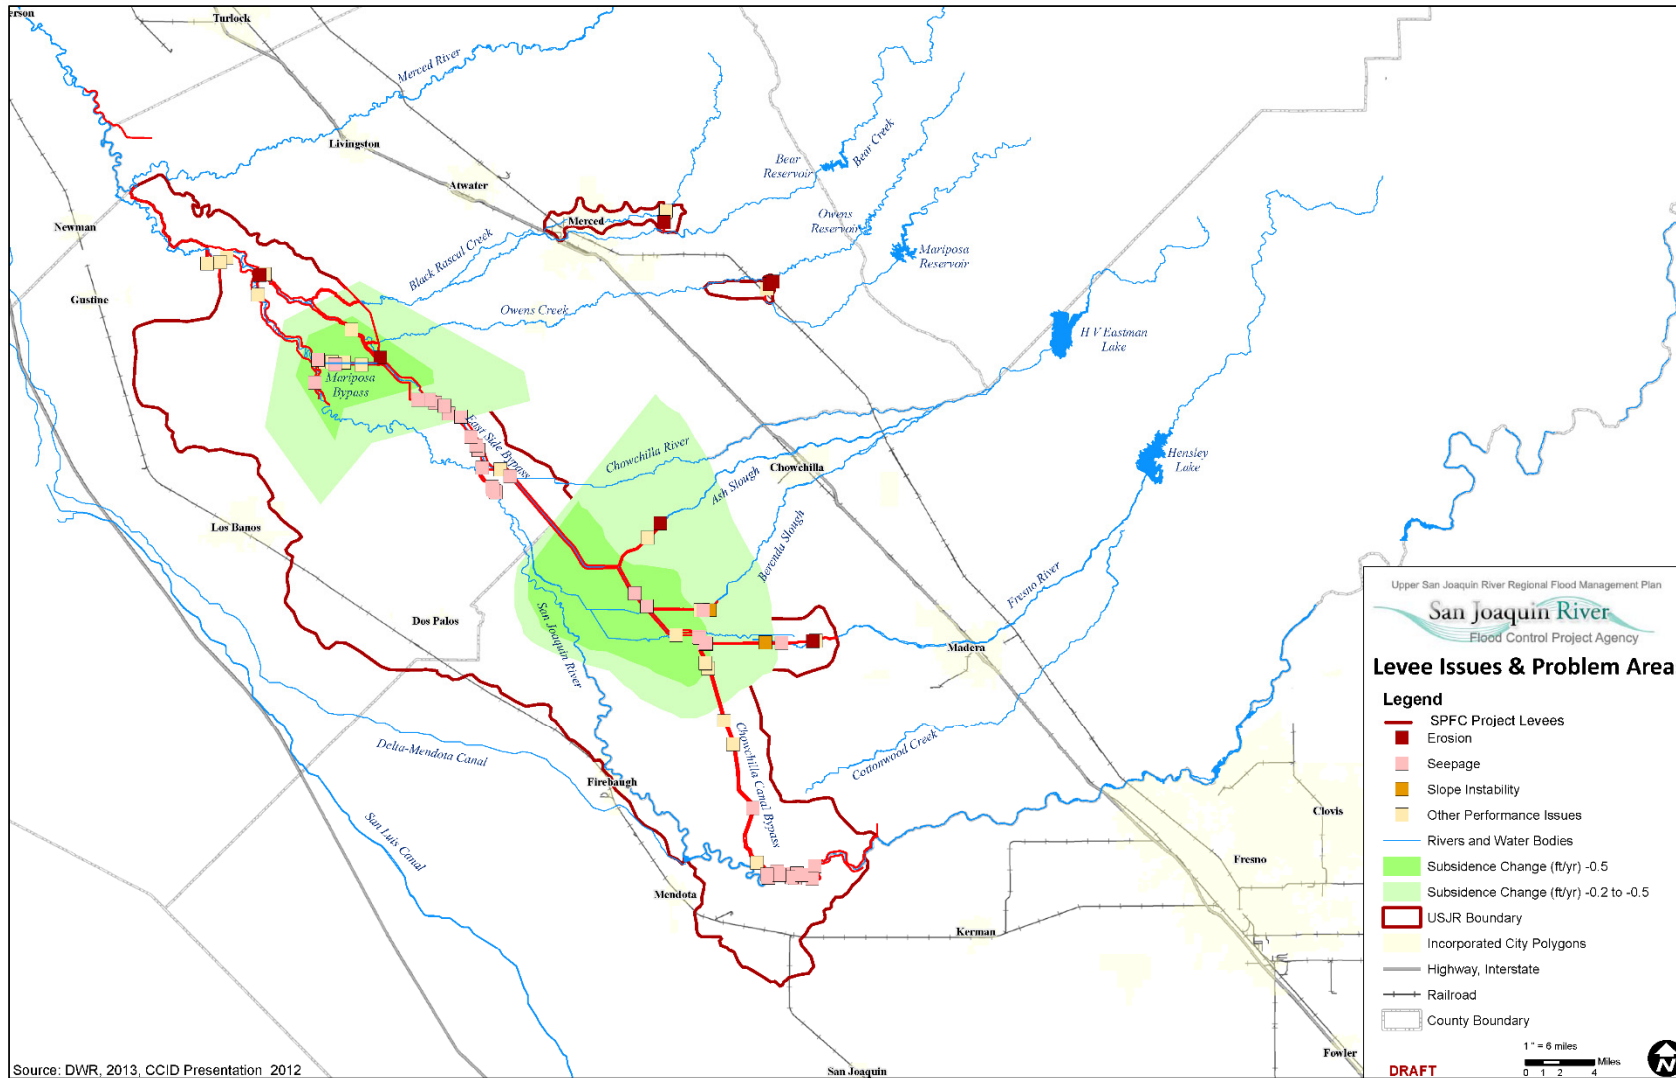 erson
Turlock
Merced River
Livingston
Atwater
Bear
Reservoir
Bear Creek
Newman
Merced
Owens
Reservoir
Mariposa
Reservoir
Black Rascal Creek
Gustine
Owens Creek
H V Eastman
Lake
Mariposa
Bypass
East Side Bypass
Chowchilla River
Chowchilla
Ash Slough
Hensley
Lake
Los Banos
Berenda Slough
Fresno River
San Joaquin River
Dos Palos
Madera
Delta-Mendota Canal
Chowchilla Canal Bypass
Cottonwood Creek
Firebaugh
San Luis Canal
Clovis
Fresno
Mendota
Kerman
Fowler
San Joaquin
Source: DWR, 2013, CCID Presentation 2012
Upper San Joaquin River Regional Flood Management Plan
San Joaquin River
Flood Control Project Agency
Levee Issues & Problem Area
Legend
SPFC Project Levees
Erosion
Seepage
Slope Instability
Other Performance Issues
Rivers and Water Bodies
Subsidence Change (ft/yr) -0.5
Subsidence Change (ft/yr) -0.2 to -0.5
USJR Boundary
Incorporated City Polygons
Highway, Interstate
Railroad
County Boundary
1 " = 6 miles
Miles
0 1 2 4
DRAFT
N